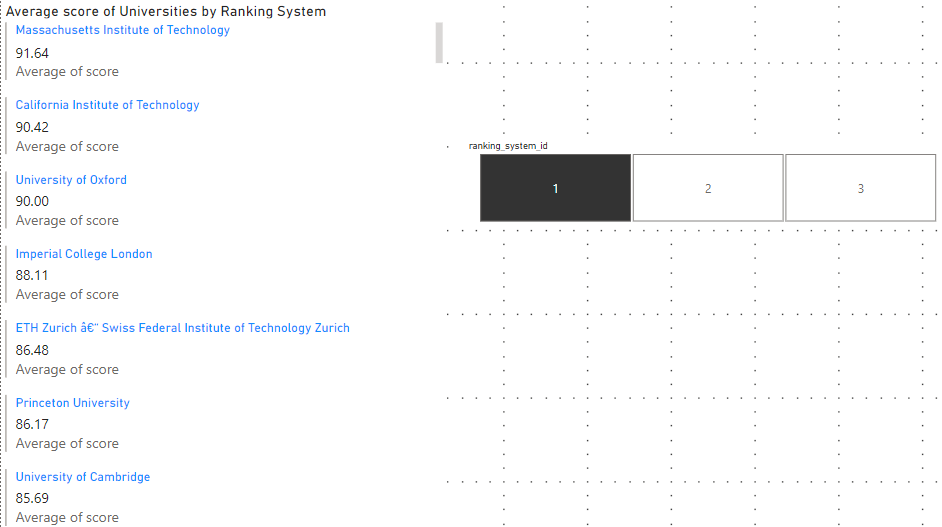 Average score of Universities by Ranking System
Massachusetts Institute of Technology
91.64
Average of score
California Institute of Technology
90.42
Average of score
University of Oxford
90.00
Average of score
Imperial College London
88.11
Average of score
ETH Zurich â€“ Swiss Federal Institute of Technology Zurich
86.48
Average of score
Princeton University
86.17
Average of score
University of Cambridge
85.69
Average of score
ranking_system_id
1 2 3